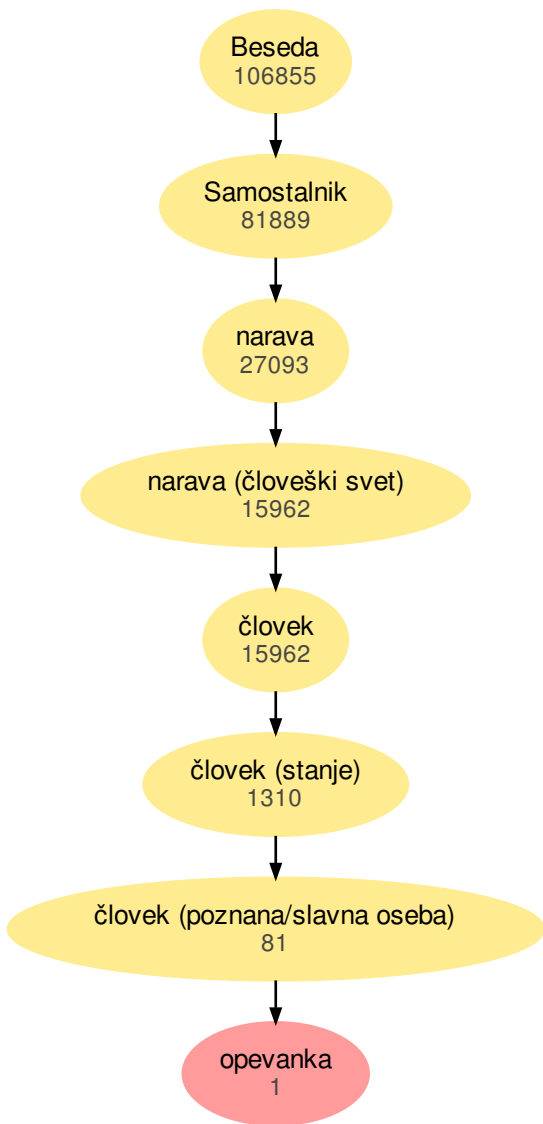 Beseda
106855
Samostalnik
81889
narava
27093
narava (človeški svet)
15962
človek
15962
človek (stanje)
1310
človek (poznana/slavna oseba)
81
opevanka
1